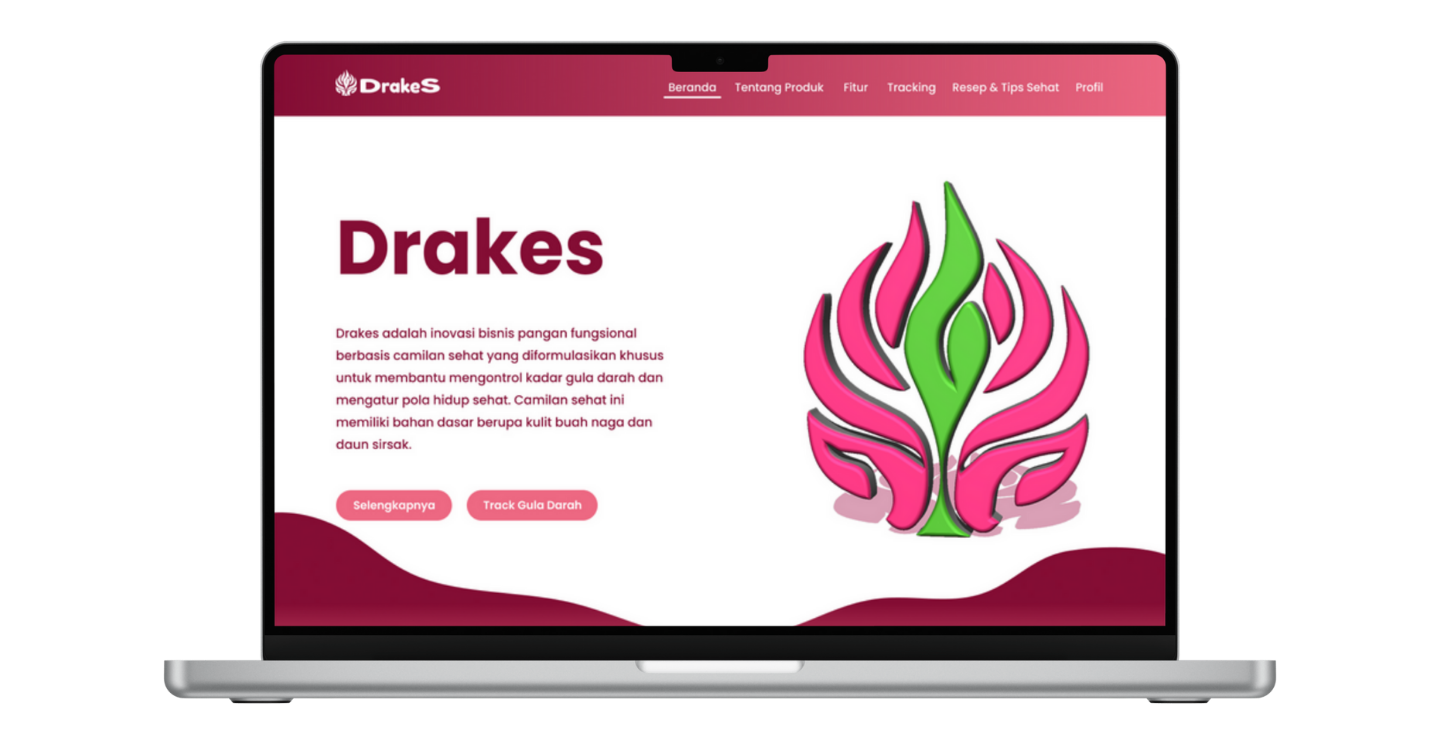 DrakeS
Beranda Tentang Produk Fitur Tracking Resep & Tips Sehat Profil
Drakes
Drakes adalah inovasi bisnis pangan fungsional
berbasis camilan sehat yang diformulasikan khusus
untuk membantu mengontrol kadar gula darah dan
mengatur pola hidup sehat. Camilan sehat ini
memiliki bahan dasar berupa kulit buah naga dan
daun sirsak.
Selengkapnya Track Gula Darah